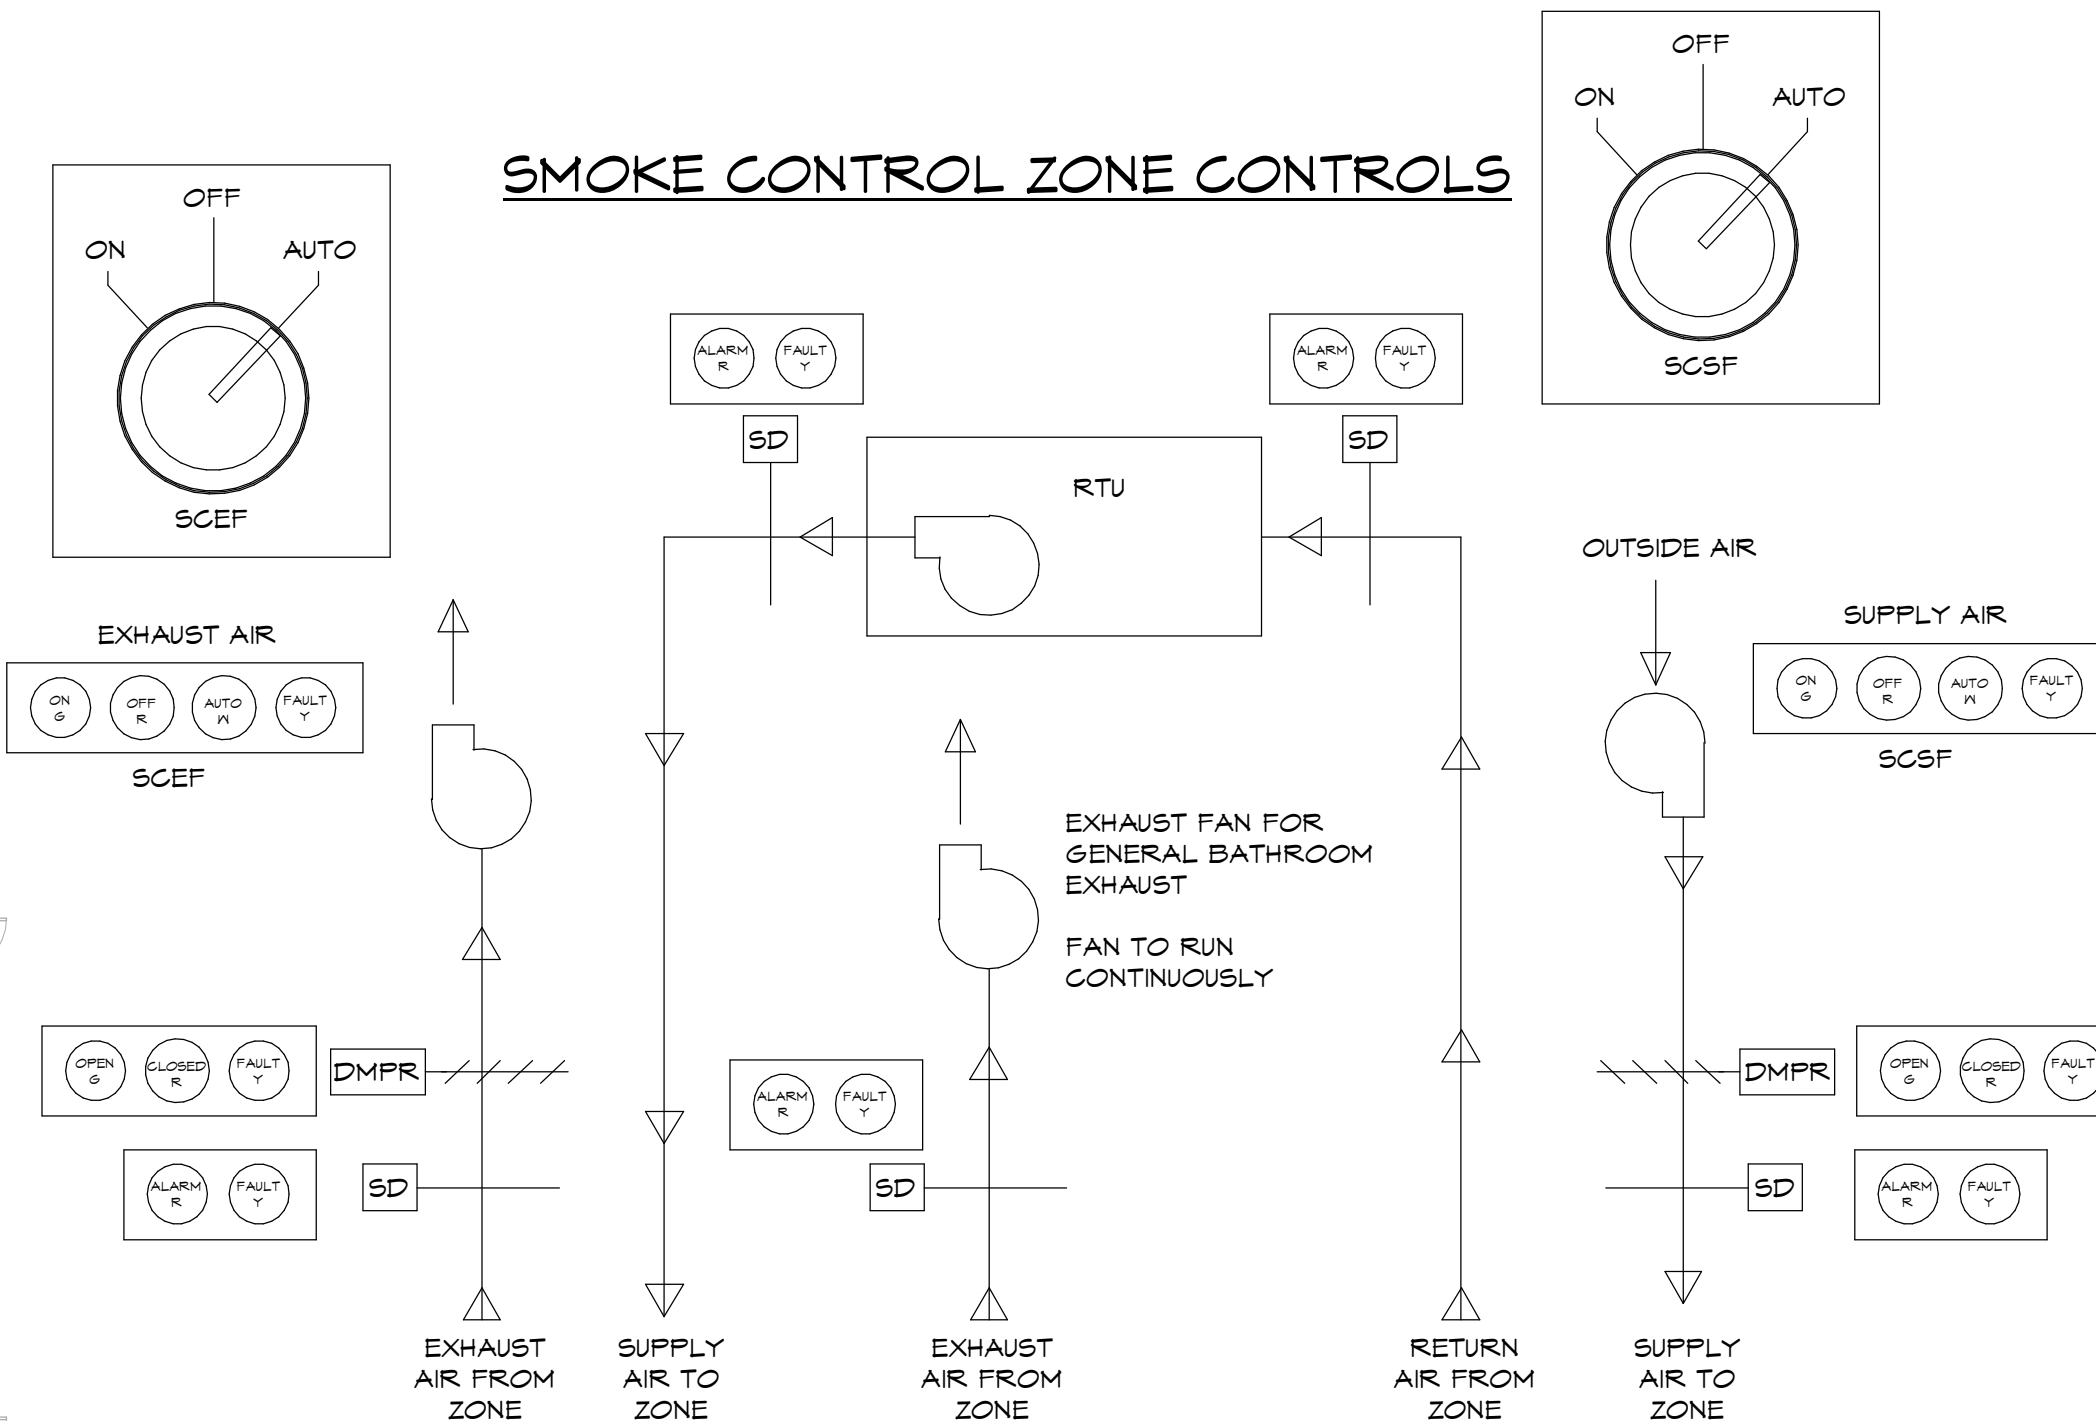 SMOKE CONTROL ZONE CONTROLS
OFF
ON
AUTO
SCEF
OFF
ON
AUTO
SCSF
ALARM
R
FAULT
Y
SD
ALARM
R
FAULT
Y
SD
RTU
OUTSIDE AIR
EXHAUST AIR
ON
G
OFF
R
AUTO
W
FAULT
Y
SCEF
SUPPLY AIR
ON
G
OFF
R
AUTO
W
FAULT
Y
SCSF
EXHAUST FAN FOR
GENERAL BATHROOM
EXHAUST
FAN TO RUN
CONTINUOUSLY
OPEN
G
CLOSED
R
FAULT
Y
DMPR
ALARM
R
FAULT
Y
SD
ALARM
R
FAULT
Y
SD
DMPR
OPEN
G
CLOSED
R
FAULT
Y
SD
ALARM
R
FAULT
Y
EXHAUST
AIR FROM
ZONE
SUPPLY
AIR TO
ZONE
EXHAUST
AIR FROM
ZONE
RETURN
AIR FROM
ZONE
SUPPLY
AIR TO
ZONE